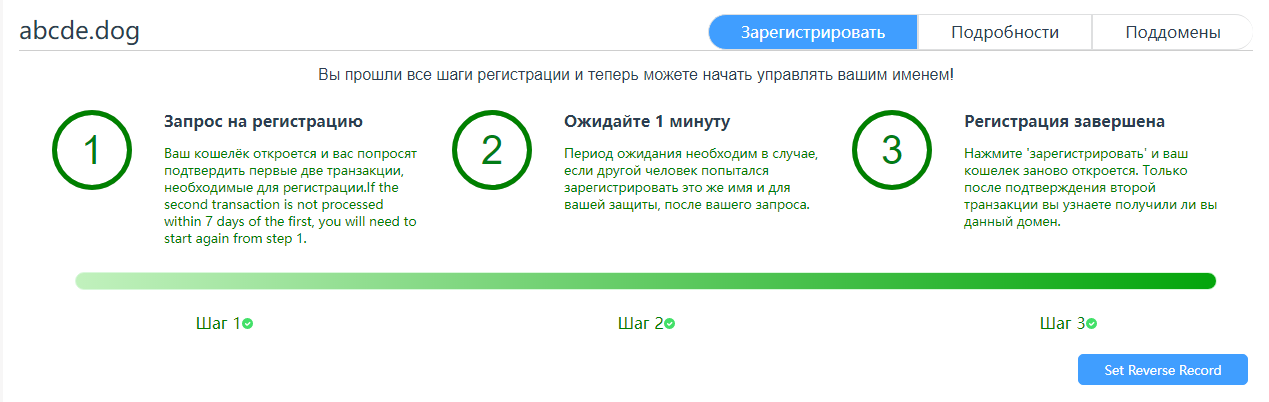 abcde.dog
Зарегистрировать
Подробности
Поддомены
Вы прошли все шаги регистрации и теперь можете начать управлять вашим именем!
1
Запрос на регистрацию
Ваш кошелёк откроется и вас попросят
подтвердить первые две транзакции,
необходимые для регистрации.If the
second transaction is not processed
within 7 days of the first, you will need to
start again from step 1.
2
Ожидайте 1 минуту
Период ожидания необходим в случае,
если другой человек попытался
зарегистрировать это же имя и для
вашей защиты, после вашего запроса.
3
Регистрация завершена
Нажмите 'зарегистрировать' и ваш
кошелек заново откроется. Только
после подтверждения второй
транзакции вы узнаете получили ли вы
данный домен.
Шаг 1
Шаг 2
Шаг 3
Set Reverse Record